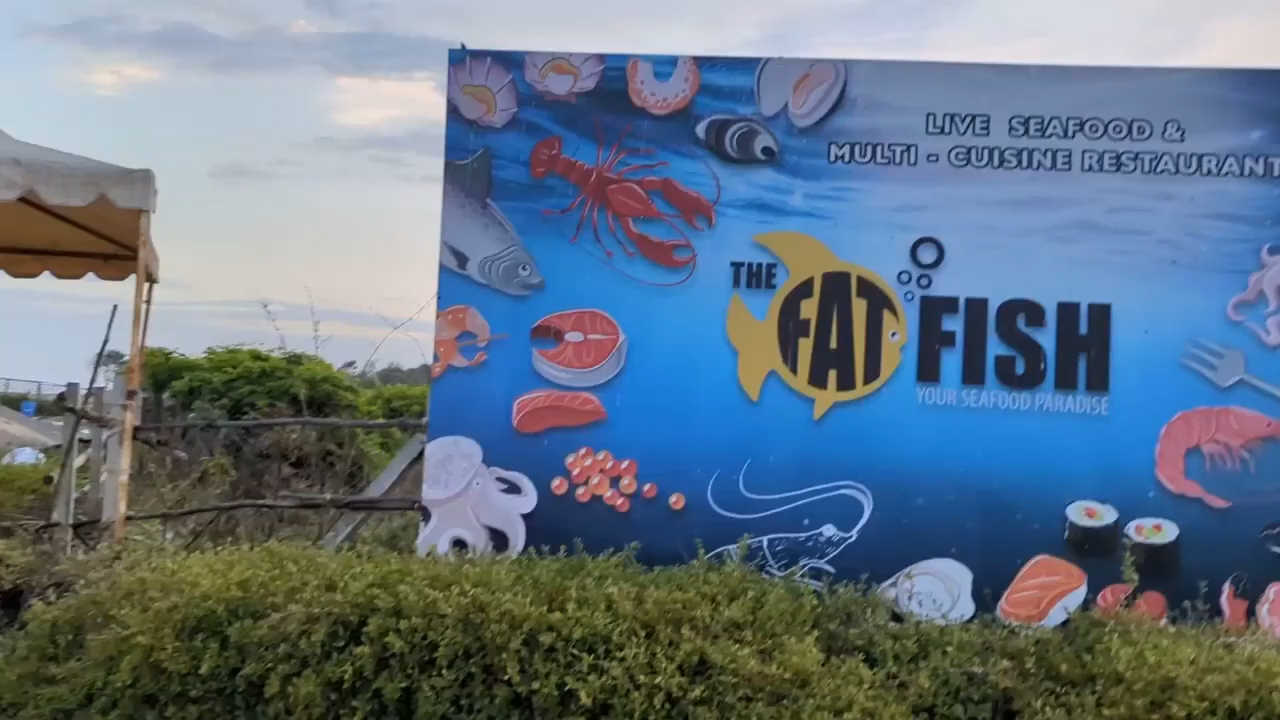 LIVE SEAFOOD &
MULTI - CUISINE RESTAURANT
THE FAT FISH
YOUR SEAFOOD PARADISE